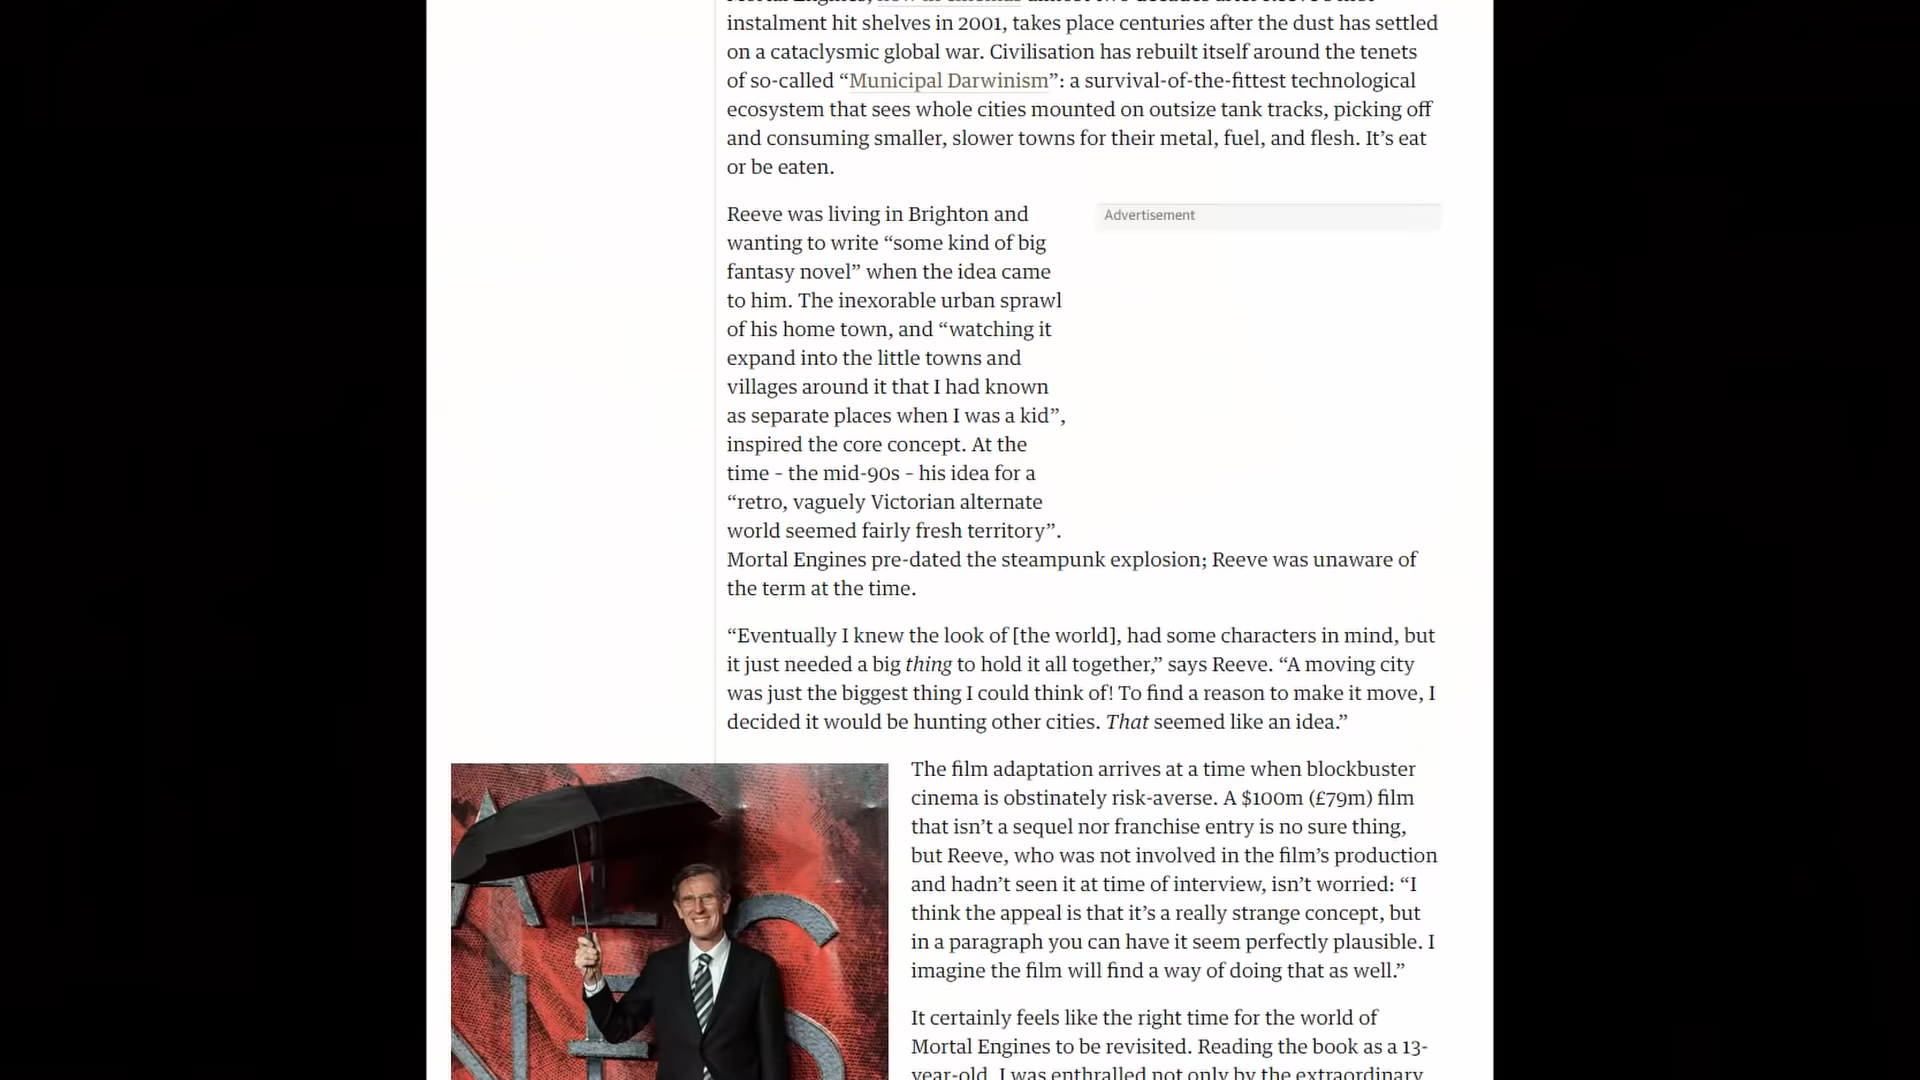 instalment hit shelves in 2001, takes place centuries after the dust has settled
on a cataclysmic global war. Civilisation has rebuilt itself around the tenets
of so-called “Municipal Darwinism”: a survival-of-the-fittest technological
ecosystem that sees whole cities mounted on outsize tank tracks, picking off
and consuming smaller, slower towns for their metal, fuel, and flesh. It’s eat
or be eaten.
Reeve was living in Brighton and
wanting to write “some kind of big
fantasy novel” when the idea came
to him. The inexorable urban sprawl
of his home town, and “watching it
expand into the little towns and
villages around it that I had known
as separate places when I was a kid”,
inspired the core concept. At the
time – the mid-90s – his idea for a
“retro, vaguely Victorian alternate
world seemed fairly fresh territory”.
Mortal Engines pre-dated the steampunk explosion; Reeve was unaware of
the term at the time.
Advertisement
“Eventually I knew the look of [the world], had some characters in mind, but
it just needed a big thing to hold it all together,” says Reeve. “A moving city
was just the biggest thing I could think of! To find a reason to make it move, I
decided it would be hunting other cities. That seemed like an idea.”
The film adaptation arrives at a time when blockbuster
cinema is obstinately risk-averse. A $100m (£79m) film
that isn’t a sequel nor franchise entry is no sure thing,
but Reeve, who was not involved in the film’s production
and hadn’t seen it at time of interview, isn’t worried: “I
think the appeal is that it’s a really strange concept, but
in a paragraph you can have it seem perfectly plausible. I
imagine the film will find a way of doing that as well.”
It certainly feels like the right time for the world of
Mortal Engines to be revisited. Reading the book as a 13-
year-old, I was enthralled not only by the extraordinary